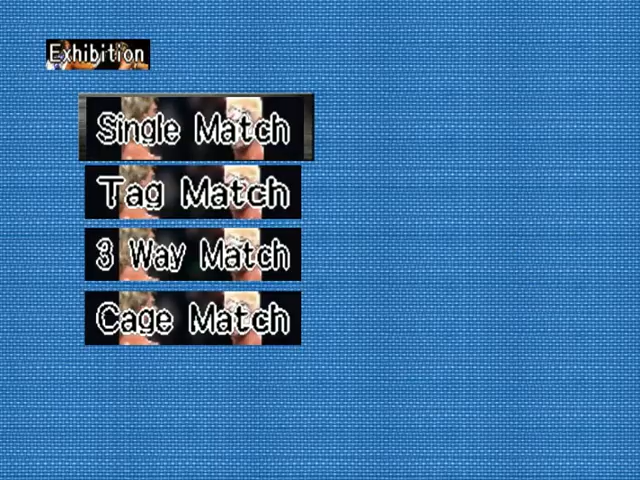 Exhibition
Single Match
Tag Match
3 Way Match
Cage Match